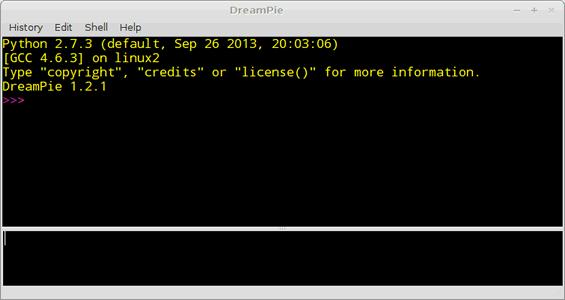 DreamPie
History Edit Shell Help
Python 2.7.3 (default, Sep 26 2013, 20:03:06)
[GCC 4.6.3] on linux2
Type "copyright", "credits" or "license()" for more information.
DreamPie 1.2.1
>>>